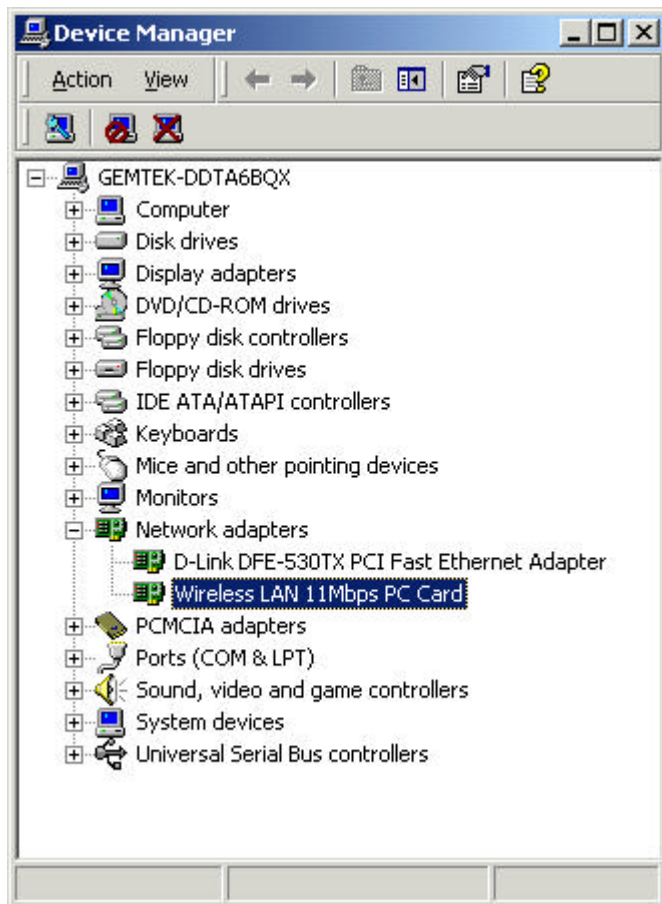 Device Manager
Action View
GEMTEK-DDTA6BQX
Computer
Disk drives
Display adapters
DVD/CD-ROM drives
Floppy disk controllers
Floppy disk drives
IDE ATA/ATAPI controllers
Keyboards
Mice and other pointing devices
Monitors
Network adapters
D-Link DFE-530TX PCI Fast Ethernet Adapter
Wireless LAN 11Mbps PC Card
PCMCIA adapters
Ports (COM & LPT)
Sound, video and game controllers
System devices
Universal Serial Bus controllers